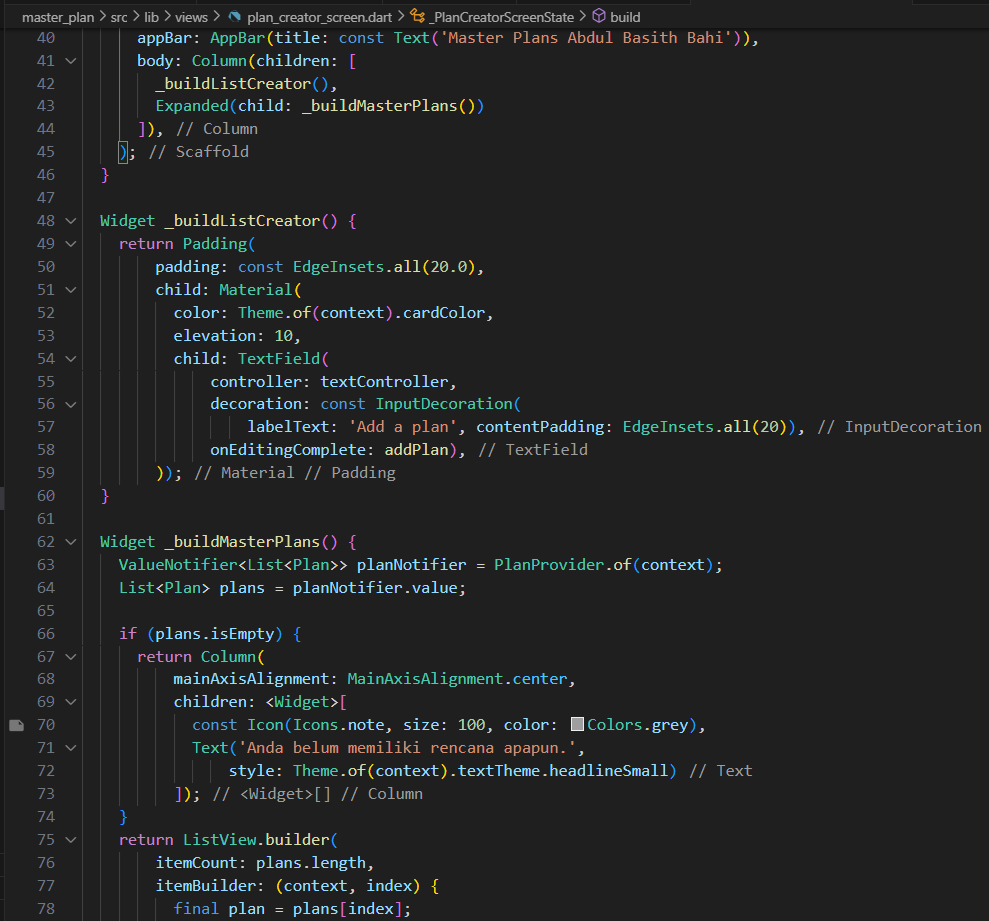 master_plan > src > lib > views > plan_creator_screen.dart > _PlanCreatorScreenState > build
40 appBar: AppBar(title: const Text('Master Plans Abdul Basith Bahi')),
41 body: Column(children: [
42 _buildListCreator(),
43 Expanded(child: _buildMasterPlans())
44 ]), // Column
45 ); // Scaffold
46 }
47
48 Widget _buildListCreator() {
49 return Padding(
50 padding: const EdgeInsets.all(20.0),
51 child: Material(
52 color: Theme.of(context).cardColor,
53 elevation: 10,
54 child: TextField(
55 controller: textController,
56 decoration: const InputDecoration(
57 labelText: 'Add a plan', contentPadding: EdgeInsets.all(20)), // InputDecoration
58 onEditingComplete: addPlan), // TextField
59 )); // Material // Padding
60 }
61
62 Widget _buildMasterPlans() {
63 ValueNotifier<List<Plan>> planNotifier = PlanProvider.of(context);
64 List<Plan> plans = planNotifier.value;
65
66 if (plans.isEmpty) {
67 return Column(
68 mainAxisAlignment: MainAxisAlignment.center,
69 children: <Widget>[
70 const Icon(Icons.note, size: 100, color: Colors.grey),
71 Text('Anda belum memiliki rencana apapun.',
72 style: Theme.of(context).textTheme.headlineSmall) // Text
73 ]); // <Widget>[] // Column
74 }
75 return ListView.builder(
76 itemCount: plans.length,
77 itemBuilder: (context, index) {
78 final plan = plans[index];